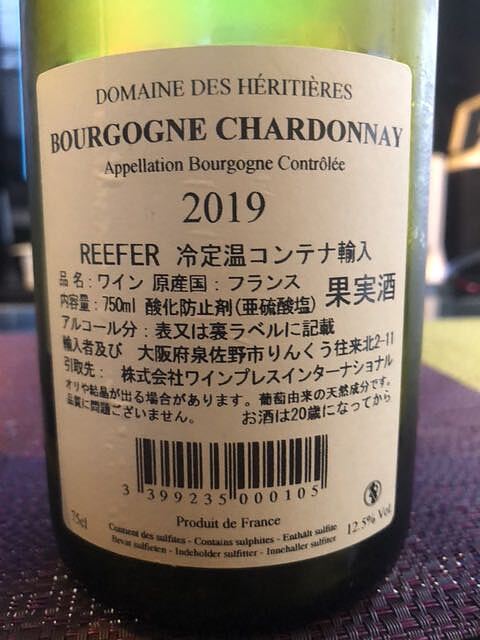 DOMAINE DES HÉRITIÈRES
BOURGOGNE CHARDONNAY
Appellation Bourgogne Contrôlée
2019
REEFER 冷定温コンテナ輸入
品名:ワイン 原産国:フランス
内容量:750ml 酸化防止剤(亜硫酸塩) 果実酒
アルコール分:表又は裏ラベルに記載
輸入者及び 大阪府泉佐野市りんくう往来北2-11
引取先: 株式会社ワインプレスインターナショナル
オリや結晶が出る場合があります。葡萄由来の天然成分です。
品質に問題ございません。 お酒は20歳になってから
3 399235 000105
Produit de France
75cl
12.5% Vol.
Contient des sulfites - Contains sulphites - Enthält sulfite
Bevat sulfieten - Indeholder sulfitter - Innehaller sulfiter